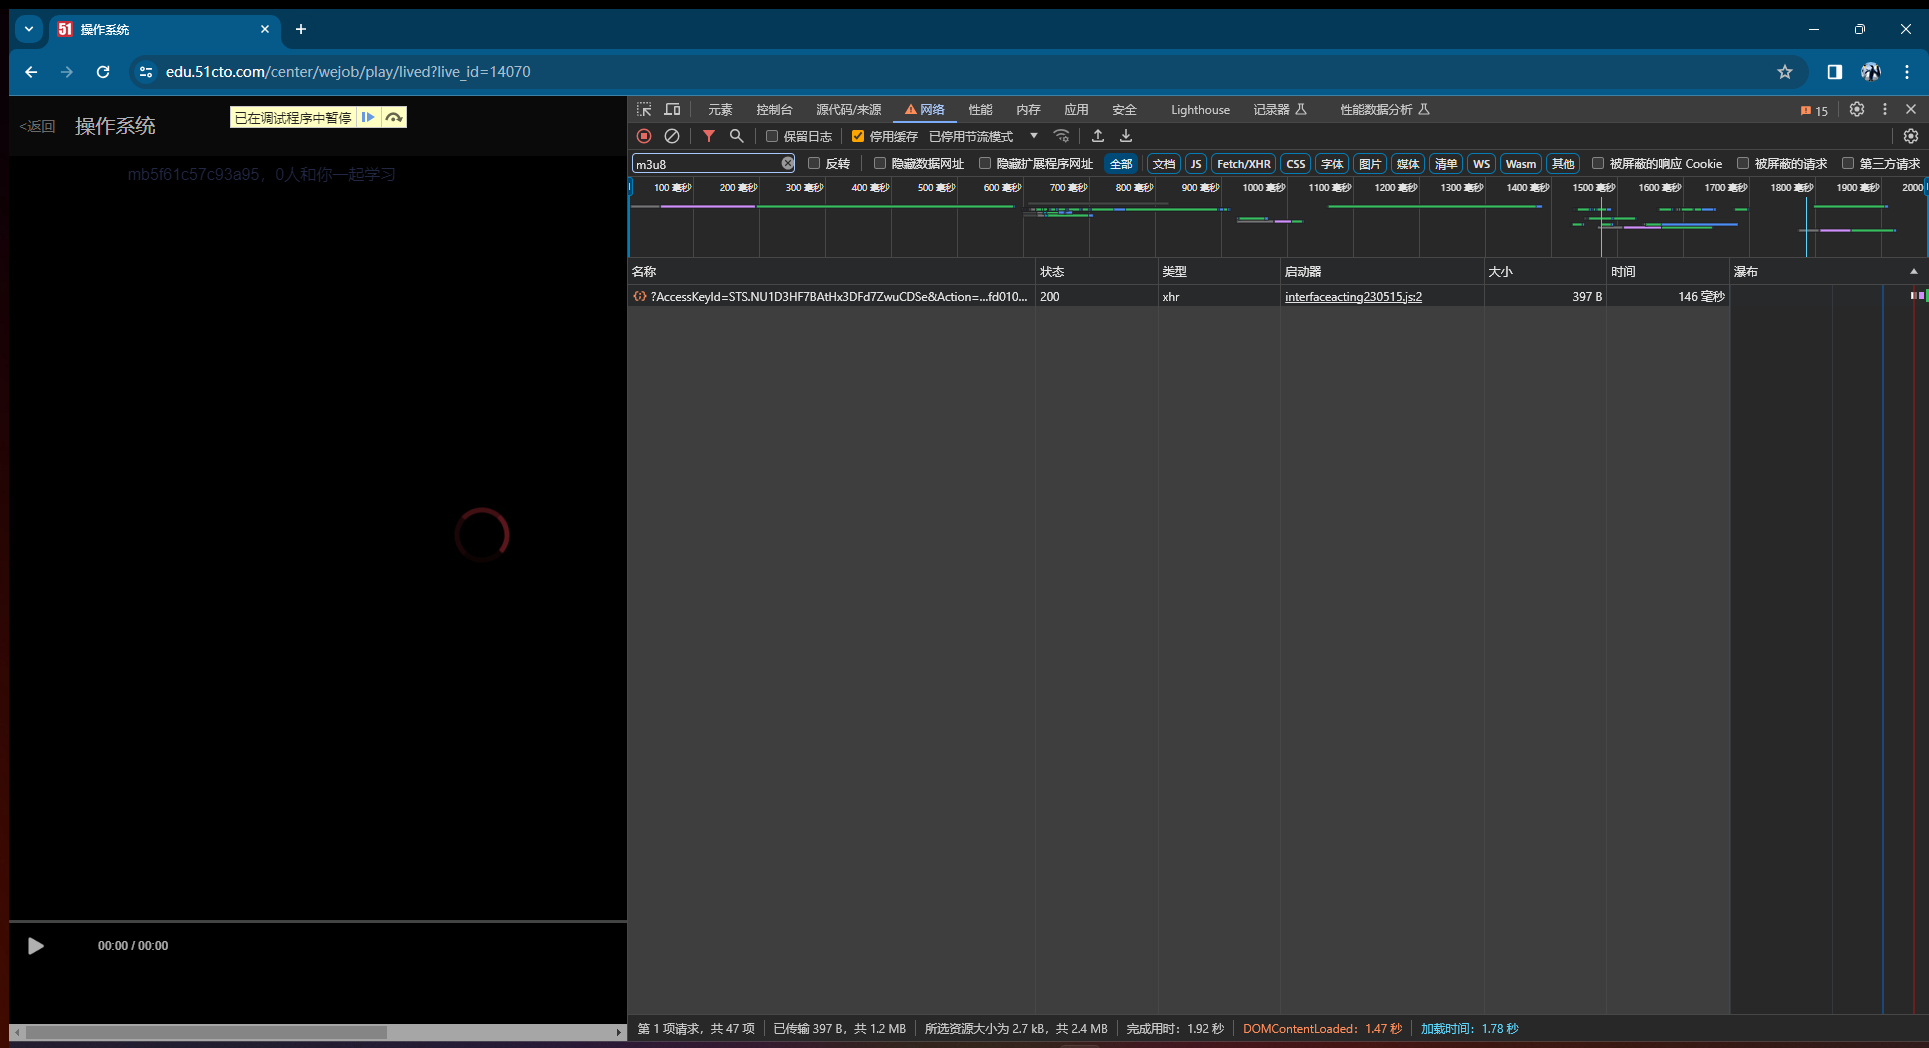 操作系统
edu.51cto.com/center/wejob/play/lived?live_id=14070
<返回
操作系统
已在调试程序中暂停
mb5f61c57c93a95，0人和你一起学习
00:00 / 00:00
元素 控制台 源代码/来源 网络 性能 内存 应用 安全 Lighthouse 记录器 性能数据分析 15
保留日志 停用缓存 已停用节流模式
m3u8 反转 隐藏数据网址 隐藏扩展程序网址 全部 文档 JS Fetch/XHR CSS 字体 图片 媒体 清单 WS Wasm 其他 被屏蔽的响应 Cookie 被屏蔽的请求 第三方请求
100 毫秒 200 毫秒 300 毫秒 400 毫秒 500 毫秒 600 毫秒 700 毫秒 800 毫秒 900 毫秒 1000 毫秒 1100 毫秒 1200 毫秒 1300 毫秒 1400 毫秒 1500 毫秒 1600 毫秒 1700 毫秒 1800 毫秒 1900 毫秒 2000
名称 状态 类型 启动器 大小 时间 瀑布
?AccessKeyId=STS.NU1D3HF7BAtHx3DFd7ZwuCDSe&Action=...fd010... 200 xhr interfaceacting230515.js:2 397 B 146 毫秒
第 1 项请求，共 47 项 已传输 397 B，共 1.2 MB 所选资源大小为 2.7 kB，共 2.4 MB 完成用时：1.92 秒 DOMContentLoaded：1.47 秒 加载时间：1.78 秒